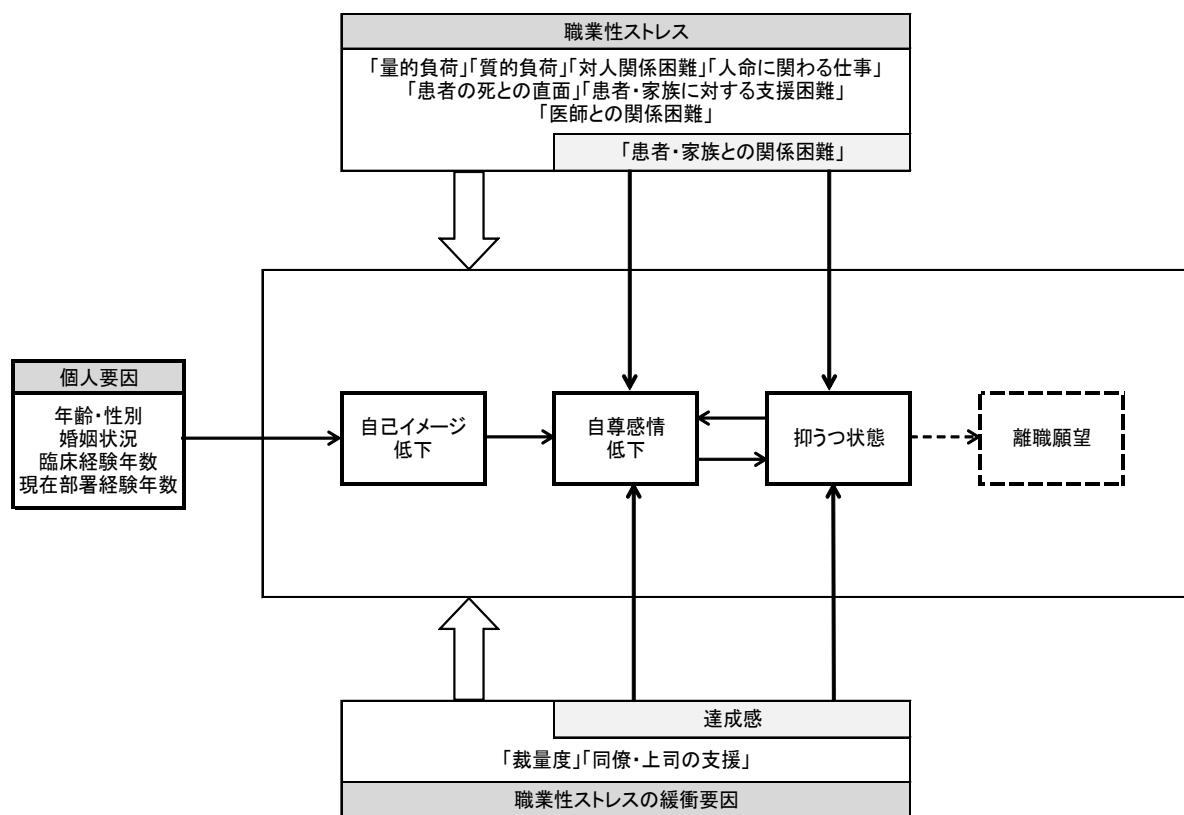 職業性ストレス
「量的負荷」「質的負荷」「対人関係困難」「人命に関わる仕事」
「患者の死との直面」「患者・家族に対する支援困難」
「医師との関係困難」
「患者・家族との関係困難」
個人要因
年齢・性別
婚姻状況
臨床経験年数
現在部署経験年数
自己イメージ
低下
自尊感情
低下
抑うつ状態
離職願望
達成感
「裁量度」「同僚・上司の支援」
職業性ストレスの緩衝要因